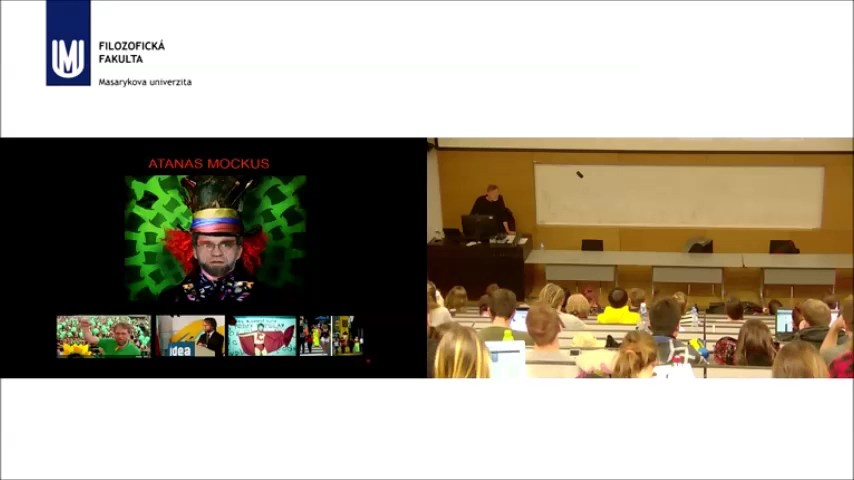 FILOZOFICKÁ
FAKULTA
Masarykova univerzita
ATANAS MOCKUS
idea